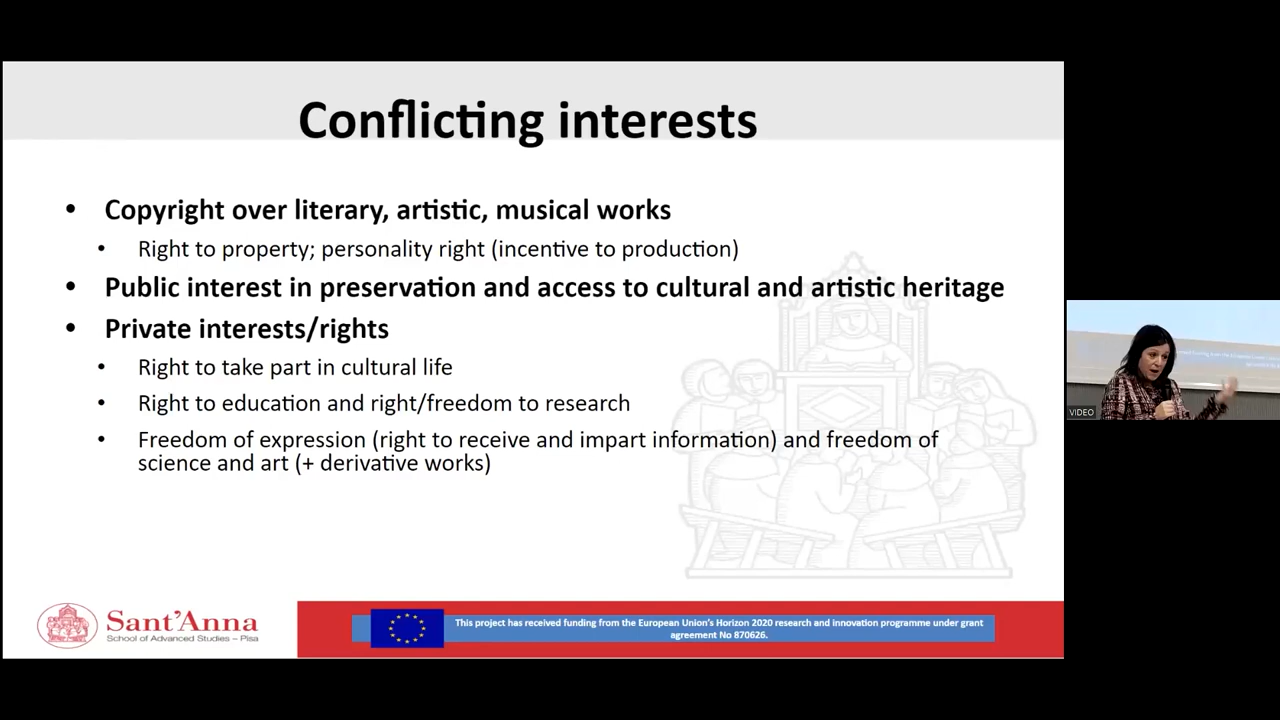 Conflicting interests
• Copyright over literary, artistic, musical works
• Right to property; personality right (incentive to production)
• Public interest in preservation and access to cultural and artistic heritage
• Private interests/rights
• Right to take part in cultural life
• Right to education and right/freedom to research
• Freedom of expression (right to receive and impart information) and freedom of
science and art (+ derivative works)
VIDEO
Sant'Anna
School of Advanced Studies – Pisa
This project has received funding from the European Union's Horizon 2020 research and innovation programme under grant
agreement No 870626.